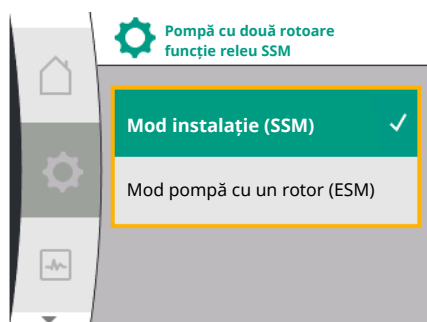 Pompă cu două rotoare
funcție releu SSM
Mod instalație (SSM)
Mod pompă cu un rotor (ESM)